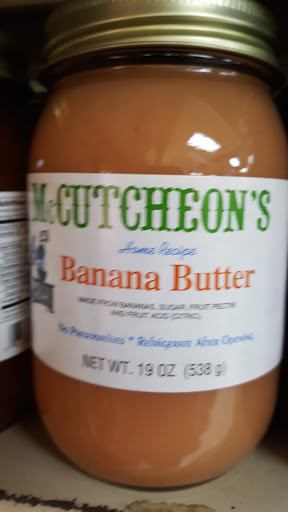 McCUTCHEON'S
Home Recipe
Banana Butter
MADE FROM BANANAS, SUGAR, FRUIT PECTIN
AND FRUIT ACID (CITRIC).
No Preservatives * Refrigerate After Opening
NET WT. 19 OZ (538 g)